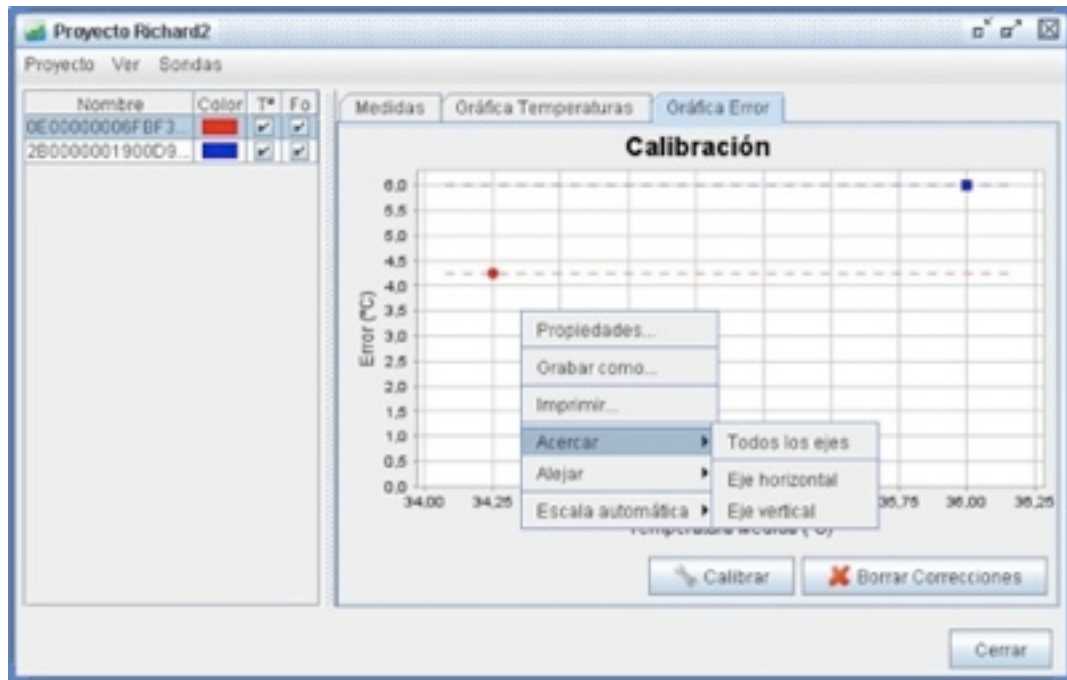 Proyecto Richard2
Proyecto Ver Sondas
Nombre Color Tª Fo
0E00000006FBF3...
2B0000001900D9...
Medidas Gráfica Temperaturas Gráfica Error
Calibración
6,0
5,5
5,0
4,5
4,0
3,5
3,0
2,5
2,0
1,5
1,0
0,5
0,0
Error (ºC)
34,00 34,25 35,75 36,00 36,25
Propiedades...
Grabar como...
Imprimir...
Acercar
Alejar
Escala automática
Todos los ejes
Eje horizontal
Eje vertical
Calibrar Borrar Correcciones
Cerrar